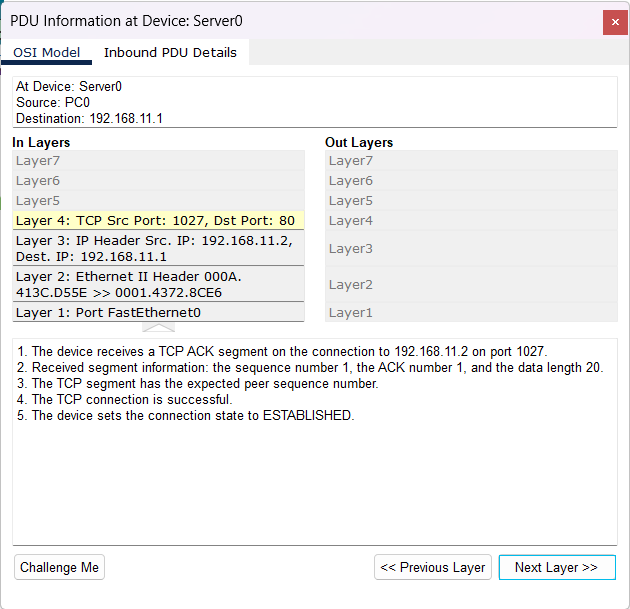 PDU Information at Device: Server0
OSI Model Inbound PDU Details
At Device: Server0
Source: PC0
Destination: 192.168.11.1
In Layers
Layer7
Layer6
Layer5
Layer 4: TCP Src Port: 1027, Dst Port: 80
Layer 3: IP Header Src. IP: 192.168.11.2,
Dest. IP: 192.168.11.1
Layer 2: Ethernet II Header 000A.
413C.D55E >> 0001.4372.8CE6
Layer 1: Port FastEthernet0
Out Layers
Layer7
Layer6
Layer5
Layer4
Layer3
Layer2
Layer1
1. The device receives a TCP ACK segment on the connection to 192.168.11.2 on port 1027.
2. Received segment information: the sequence number 1, the ACK number 1, and the data length 20.
3. The TCP segment has the expected peer sequence number.
4. The TCP connection is successful.
5. The device sets the connection state to ESTABLISHED.
Challenge Me
<< Previous Layer
Next Layer >>